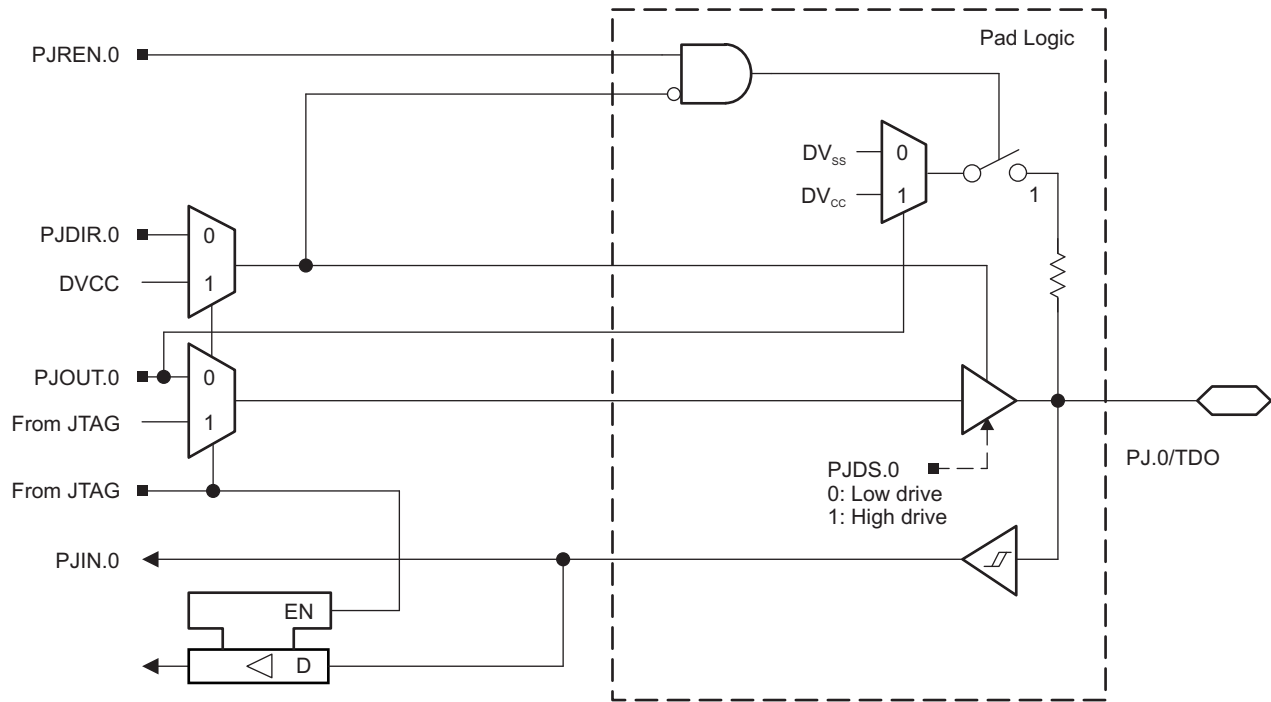 Pad Logic
PJREN.0
DVSS
0
DVCC
1
1
PJDIR.0
0
DVCC
1
PJOUT.0
0
From JTAG
1
From JTAG
PJDS.0
0: Low drive
1: High drive
PJ.0/TDO
PJIN.0
EN
D